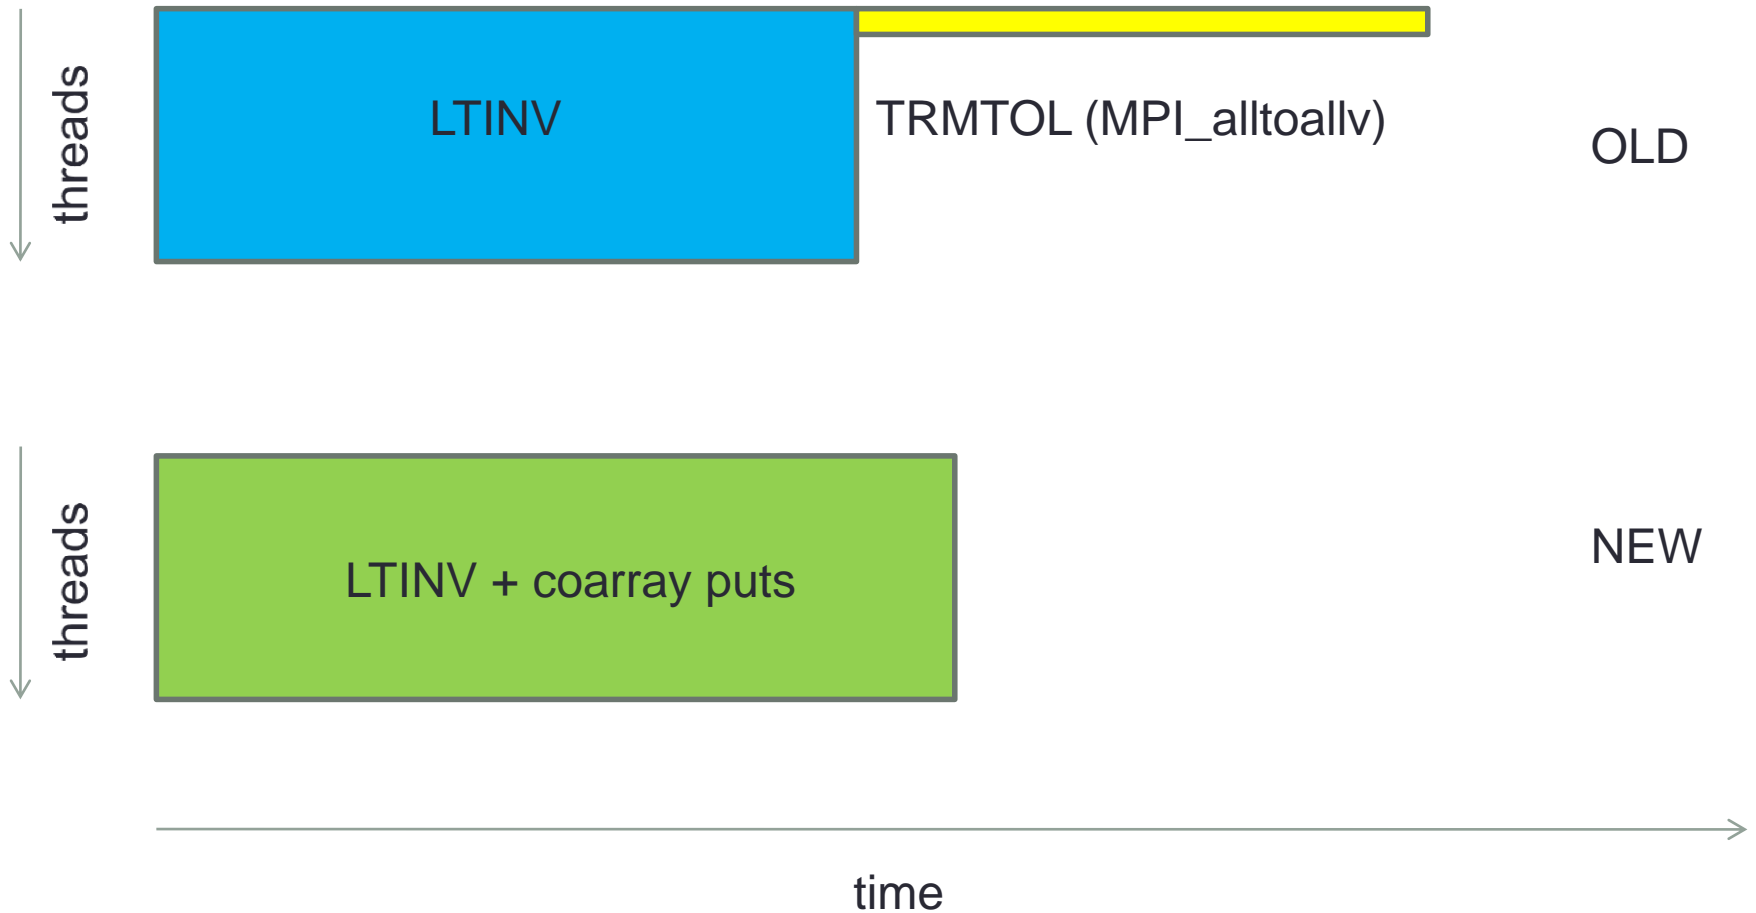 threads
LTINV
TRMTOL (MPI_alltoallv)
OLD
threads
LTINV + coarray puts
NEW
time